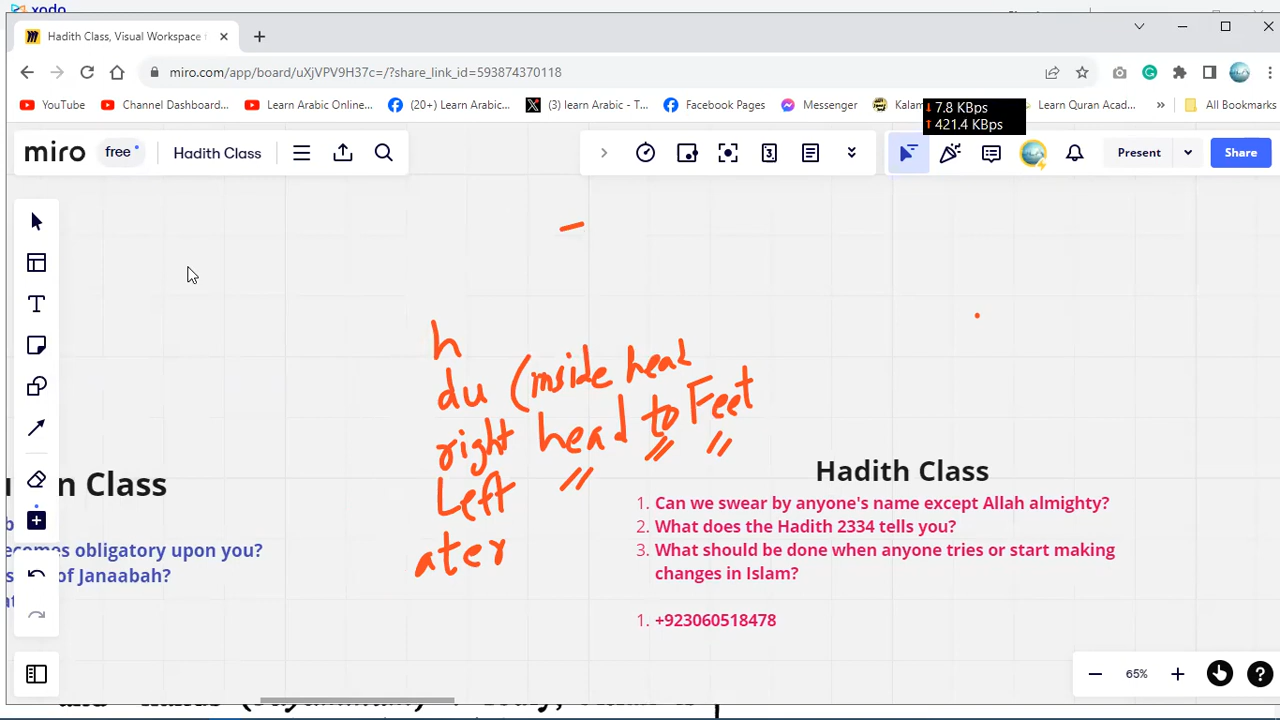 xodo
Hadith Class, Visual Workspace
miro.com/app/board/uXjVPV9H37c=/?share_link_id=593874370118
YouTube
Channel Dashboard...
Learn Arabic Online...
(20+) Learn Arabic...
(3) learn Arabic - T...
Facebook Pages
Messenger
Kalam
Learn Quran Acad...
»
All Bookmarks
7.8 KBps
421.4 KBps
miro
free
Hadith Class
3
Present
Share
h
du (inside head
right head to Feet
Left
ater
n Class
ecomes obligatory upon you?
of Janaabah?
Hadith Class
1. Can we swear by anyone's name except Allah almighty?
2. What does the Hadith 2334 tells you?
3. What should be done when anyone tries or start making
changes in Islam?
1. +923060518478
65%